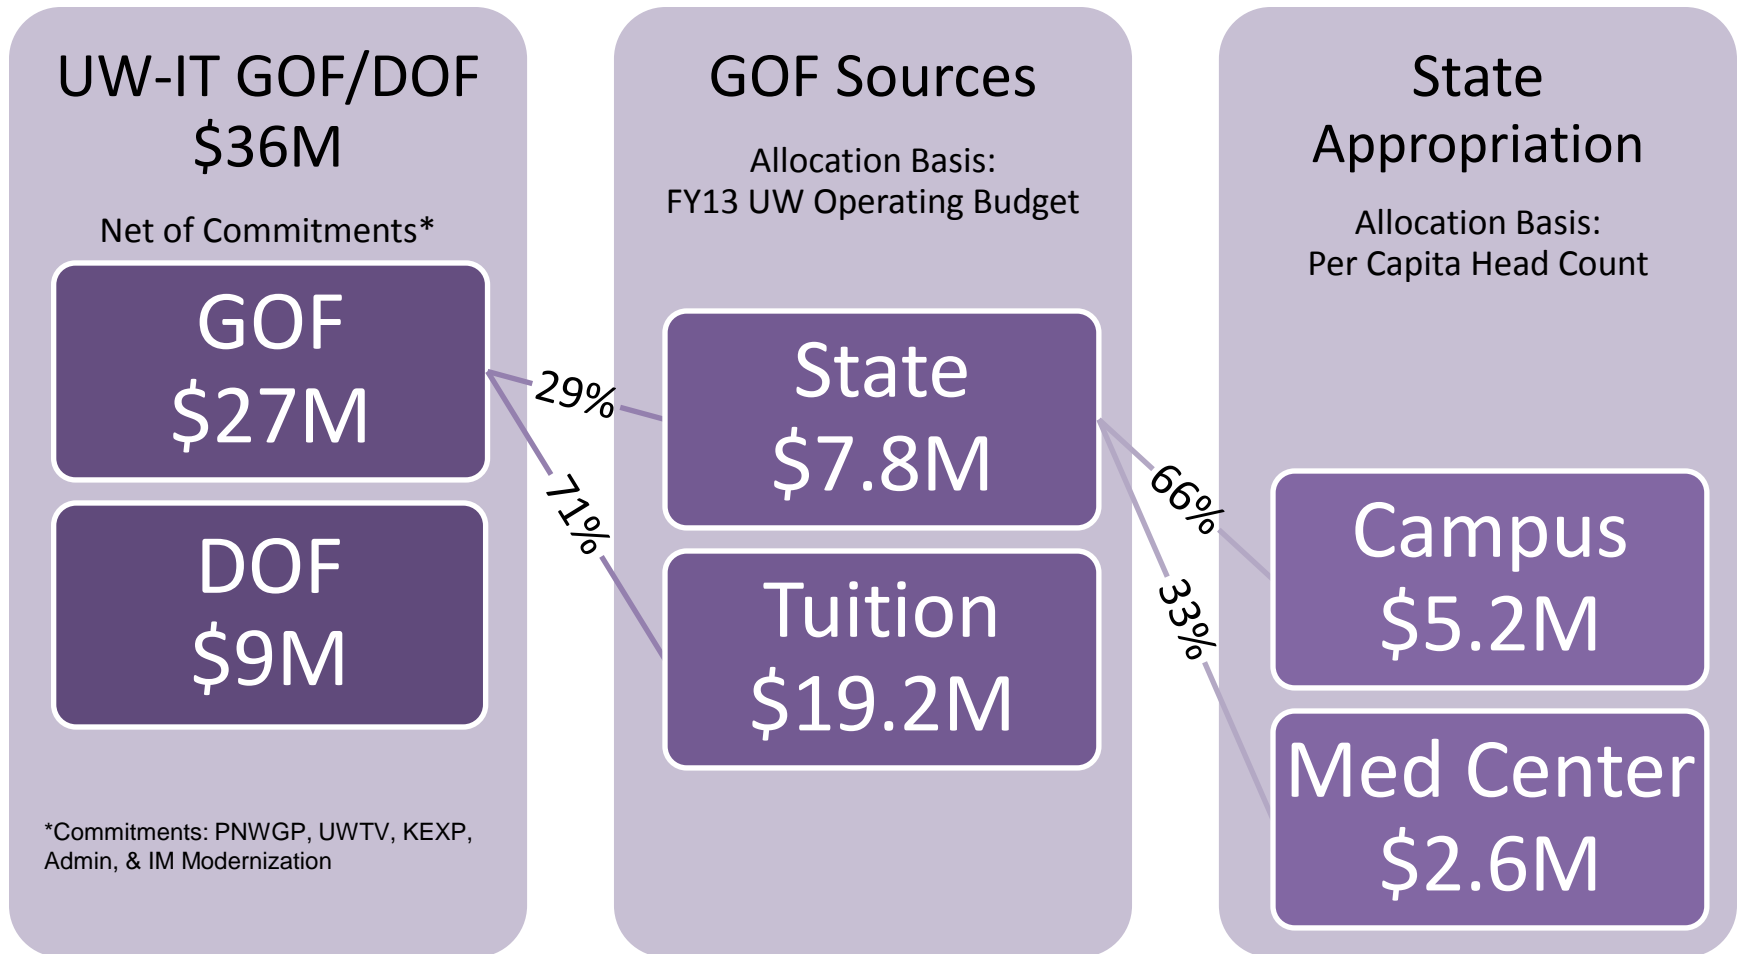 UW-IT GOF/DOF
$36M
Net of Commitments*
GOF
$27M
DOF
$9M
*Commitments: PNWGP, UWTV, KEXP,
Admin, & IM Modernization
29%
71%
GOF Sources
Allocation Basis:
FY13 UW Operating Budget
State
$7.8M
Tuition
$19.2M
66%
33%
State
Appropriation
Allocation Basis:
Per Capita Head Count
Campus
$5.2M
Med Center
$2.6M